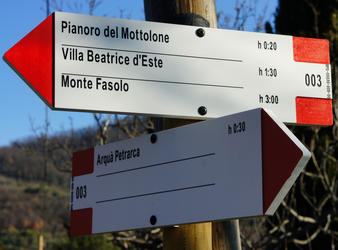 Pianoro del Mottolone h 0:20
Villa Beatrice d'Este h 1:30
Monte Fasolo h 3:00
003
Arquà Petrarca h 0:30
003